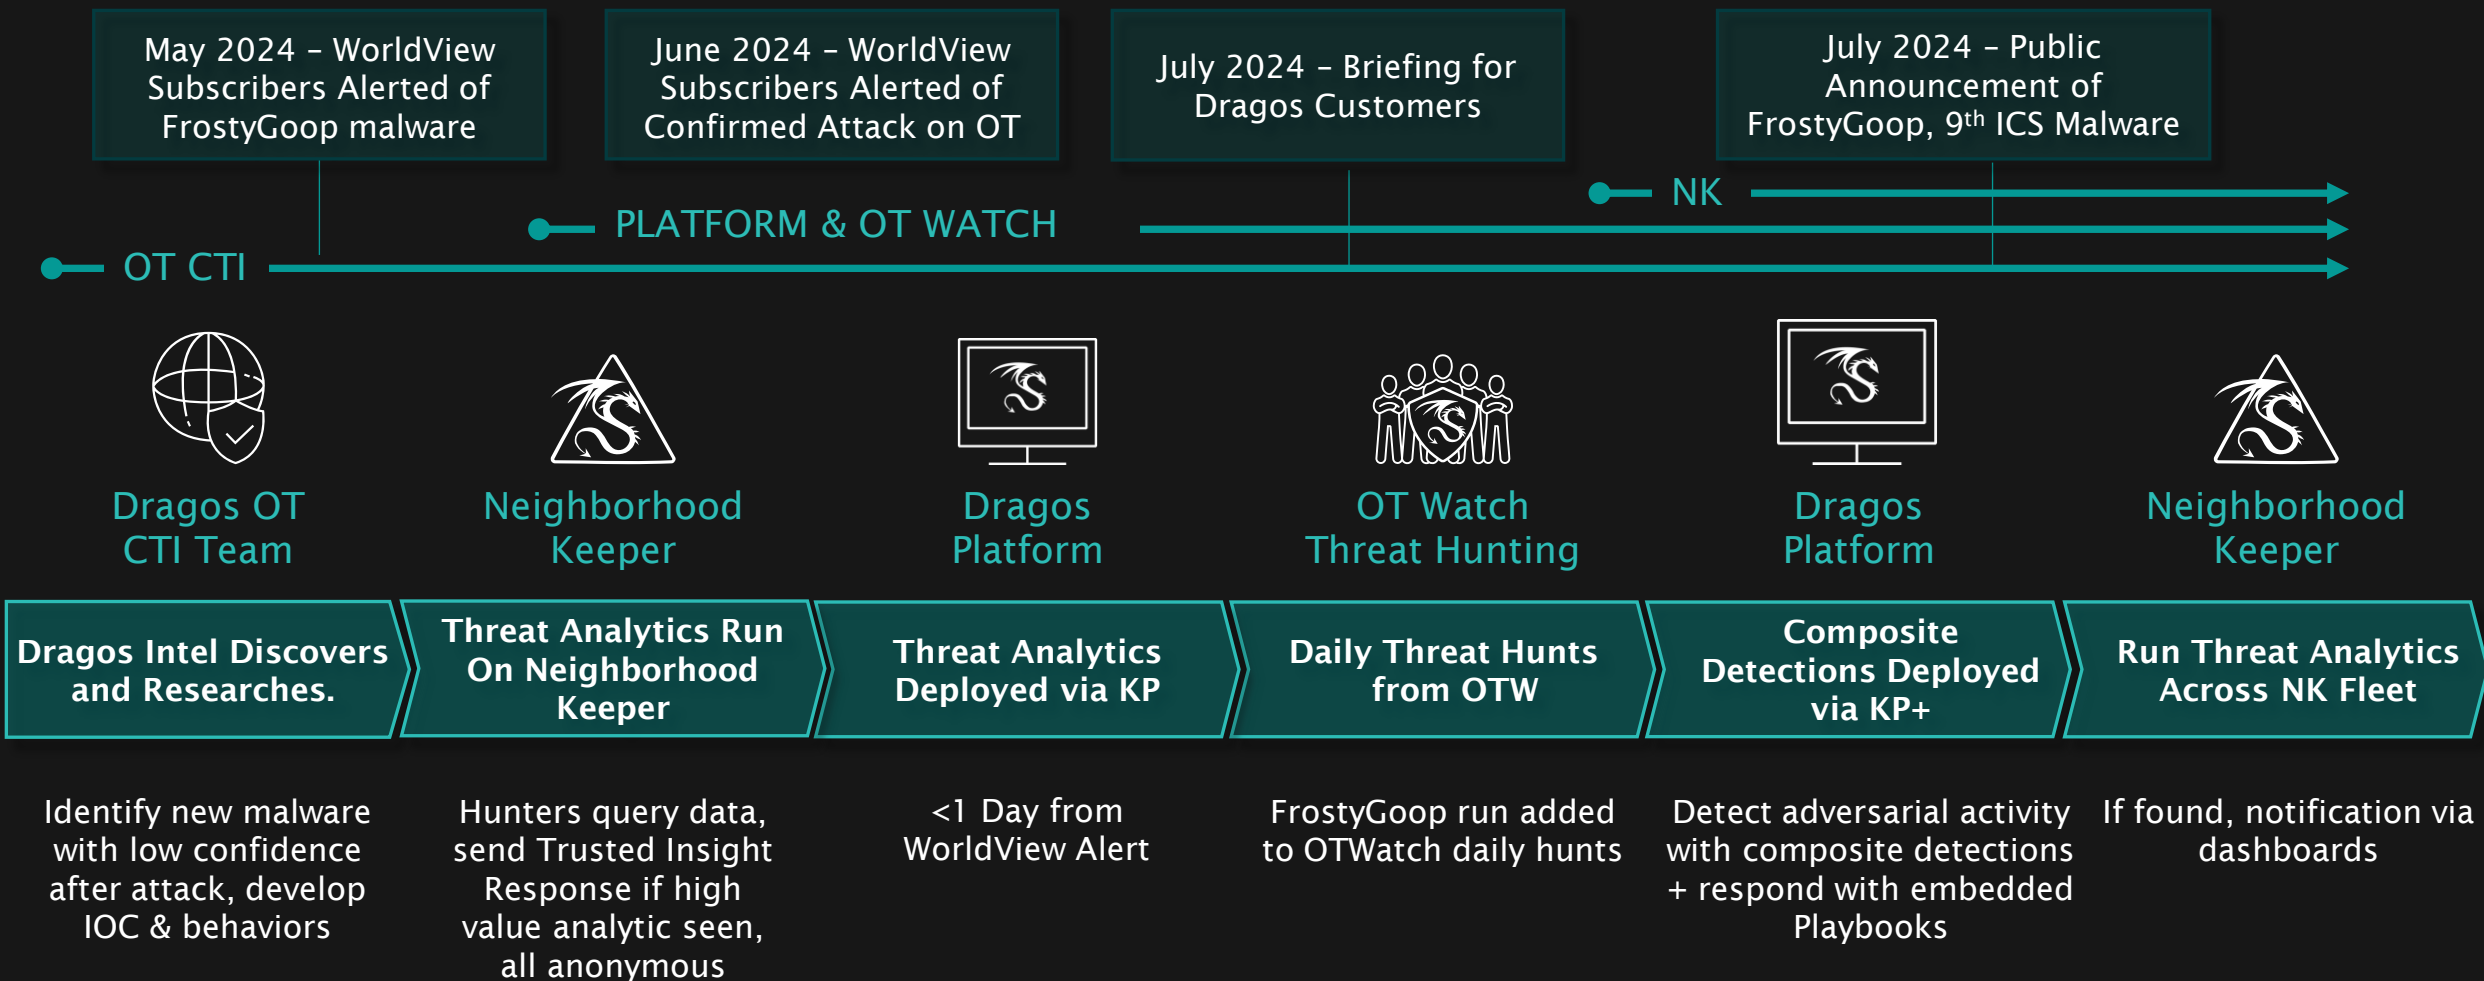 May 2024 – WorldView
Subscribers Alerted of
FrostyGoop malware
June 2024 – WorldView
Subscribers Alerted of
Confirmed Attack on OT
July 2024 – Briefing for
Dragos Customers
July 2024 – Public
Announcement of
FrostyGoop, 9th ICS Malware
NK
PLATFORM & OT WATCH
OT CTI
Dragos OT
CTI Team
Neighborhood
Keeper
Dragos
Platform
OT Watch
Threat Hunting
Dragos
Platform
Neighborhood
Keeper
Dragos Intel Discovers
and Researches.
Threat Analytics Run
On Neighborhood
Keeper
Threat Analytics
Deployed via KP
Daily Threat Hunts
from OTW
Composite
Detections Deployed
via KP+
Run Threat Analytics
Across NK Fleet
Identify new malware
with low confidence
after attack, develop
IOC & behaviors
Hunters query data,
send Trusted Insight
Response if high
value analytic seen,
all anonymous
<1 Day from
WorldView Alert
FrostyGoop run added
to OTWatch daily hunts
Detect adversarial activity
with composite detections
+ respond with embedded
Playbooks
If found, notification via
dashboards